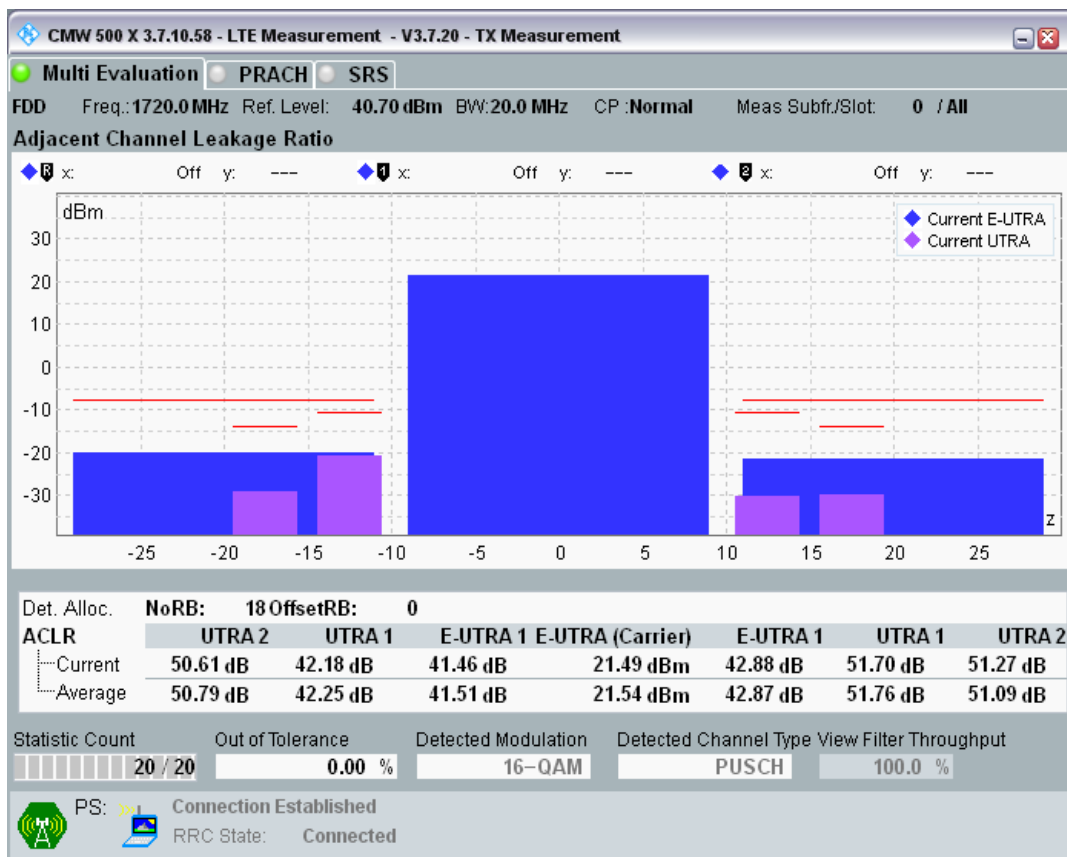 CMW 500 X 3.7.10.58 - LTE Measurement - V3.7.20 - TX Measurement
Multi Evaluation PRACH SRS
FDD Freq.:1720.0 MHz Ref. Level: 40.70 dBm BW:20.0 MHz CP :Normal Meas Subfr./Slot: 0 / All
Adjacent Channel Leakage Ratio
R x: Off y: --- 1 x: Off y: --- 2 x: Off y: ---
dBm
Current E-UTRA
Current UTRA
30
20
10
0
-10
-20
-30
z
-25 -20 -15 -10 -5 0 5 10 15 20 25
Det. Alloc. NoRB: 18 OffsetRB: 0
ACLR UTRA 2 UTRA 1 E-UTRA 1 E-UTRA (Carrier) E-UTRA 1 UTRA 1 UTRA 2
Current 50.61 dB 42.18 dB 41.46 dB 21.49 dBm 42.88 dB 51.70 dB 51.27 dB
Average 50.79 dB 42.25 dB 41.51 dB 21.54 dBm 42.87 dB 51.76 dB 51.09 dB
Statistic Count Out of Tolerance Detected Modulation Detected Channel Type View Filter Throughput
20 / 20 0.00 % 16-QAM PUSCH 100.0 %
PS: Connection Established
RRC State: Connected